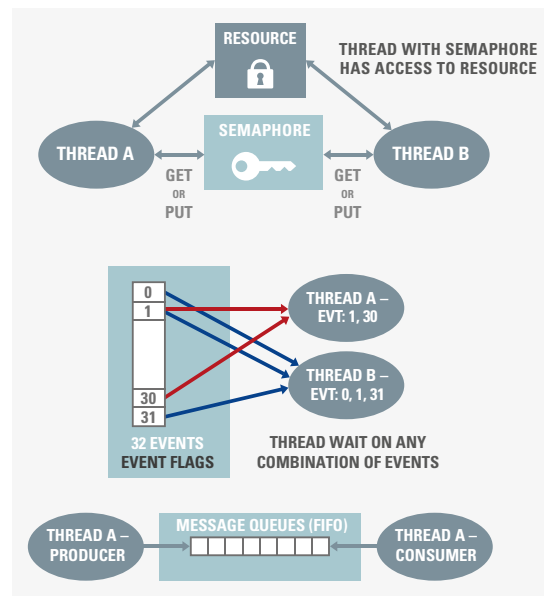 RESOURCE
THREAD WITH SEMAPHORE
HAS ACCESS TO RESOURCE
SEMAPHORE
THREAD A
THREAD B
GET
OR
PUT
GET
OR
PUT
0
1
30
31
THREAD A –
EVT: 1, 30
THREAD B –
EVT: 0, 1, 31
32 EVENTS
EVENT FLAGS
THREAD WAIT ON ANY
COMBINATION OF EVENTS
THREAD A –
PRODUCER
MESSAGE QUEUES (FIFO)
THREAD A –
CONSUMER